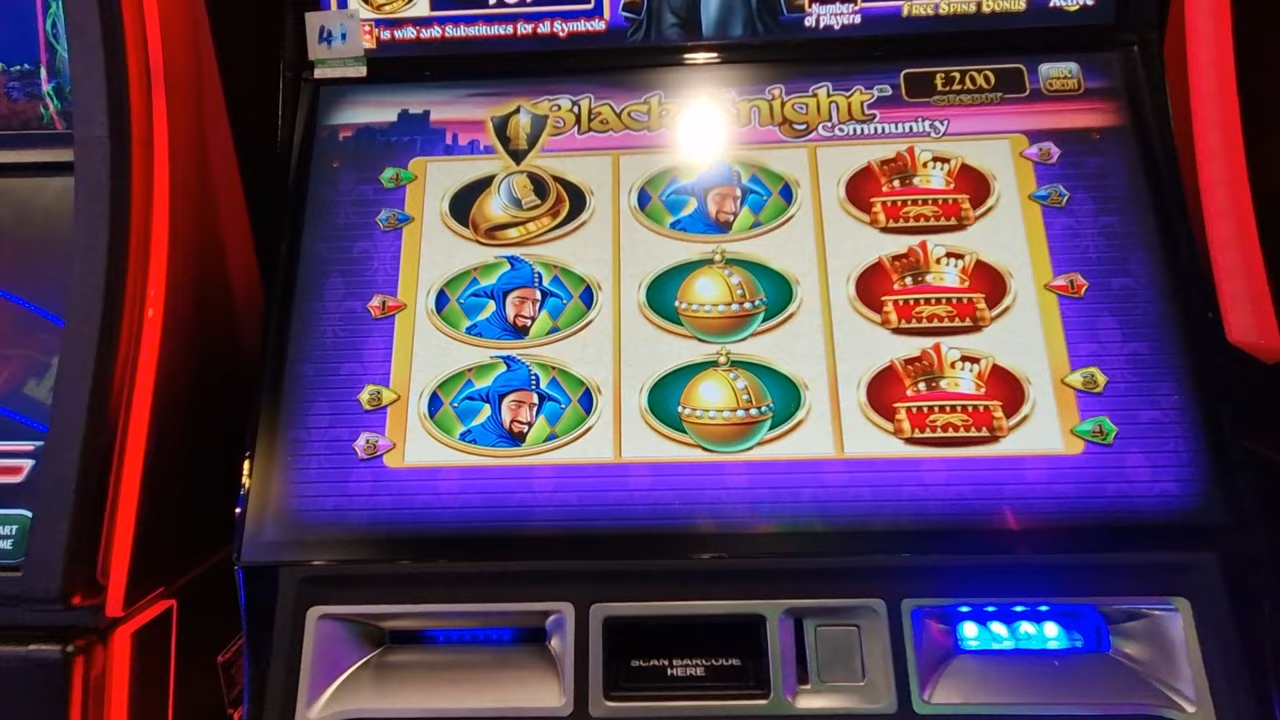 41
is wild and Substitutes for all Symbols
Number
of players
Free Spins Bonus
Active
£2.00
CREDIT
HIDE
CREDIT
Black Knight
Community
4
2
1
3
5
5
2
1
3
4
SCAN BARCODE
HERE